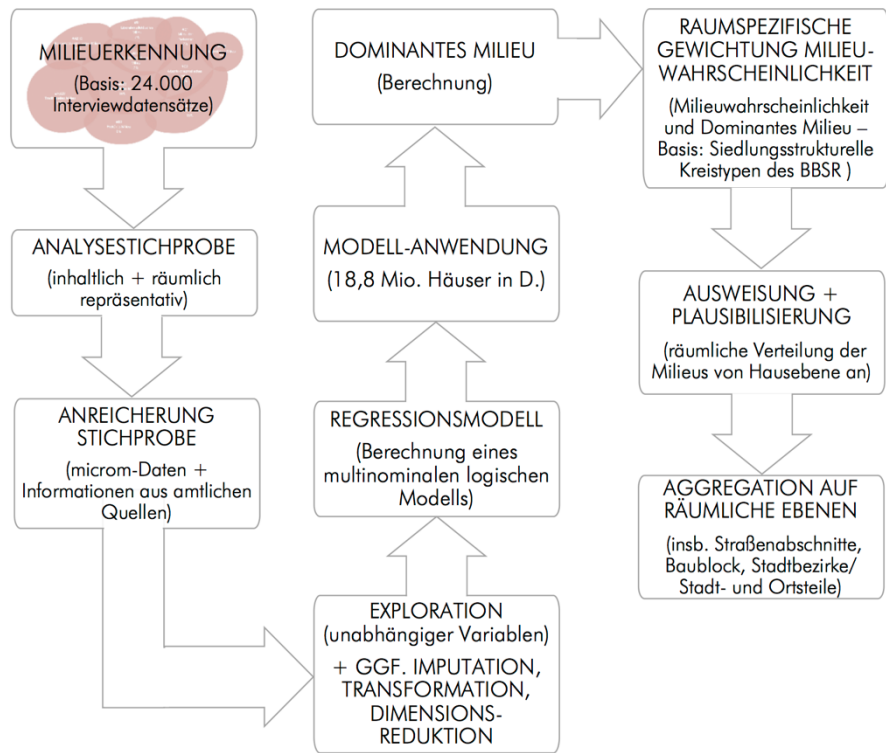 MILIEUERKENNUNG
(Basis: 24.000
Interviewdatensätze)
ANALYSESTICHPROBE
(inhaltlich + räumlich
repräsentativ)
ANREICHERUNG
STICHPROBE
(microm-Daten +
Informationen aus amtlichen
Quellen)
EXPLORATION
(unabhängiger Variablen)
+ GGF. IMPUTATION,
TRANSFORMATION,
DIMENSIONS-
REDUKTION
REGRESSIONSMODELL
(Berechnung eines
multinominalen logischen
Modells)
MODELL-ANWENDUNG
(18,8 Mio. Häuser in D.)
DOMINANTES MILIEU
(Berechnung)
RAUMSPEZIFISCHE
GEWICHTUNG MILIEU-
WAHRSCHEINLICHKEIT
(Milieuwahrscheinlichkeit
und Dominantes Milieu –
Basis: Siedlungsstrukturelle
Kreistypen des BBSR )
AUSWEISUNG +
PLAUSIBILISIERUNG
(räumliche Verteilung der
Milieus von Hausebene an)
AGGREGATION AUF
RÄUMLICHE EBENEN
(insb. Straßenabschnitte,
Baublock, Stadtbezirke/
Stadt- und Ortsteile)